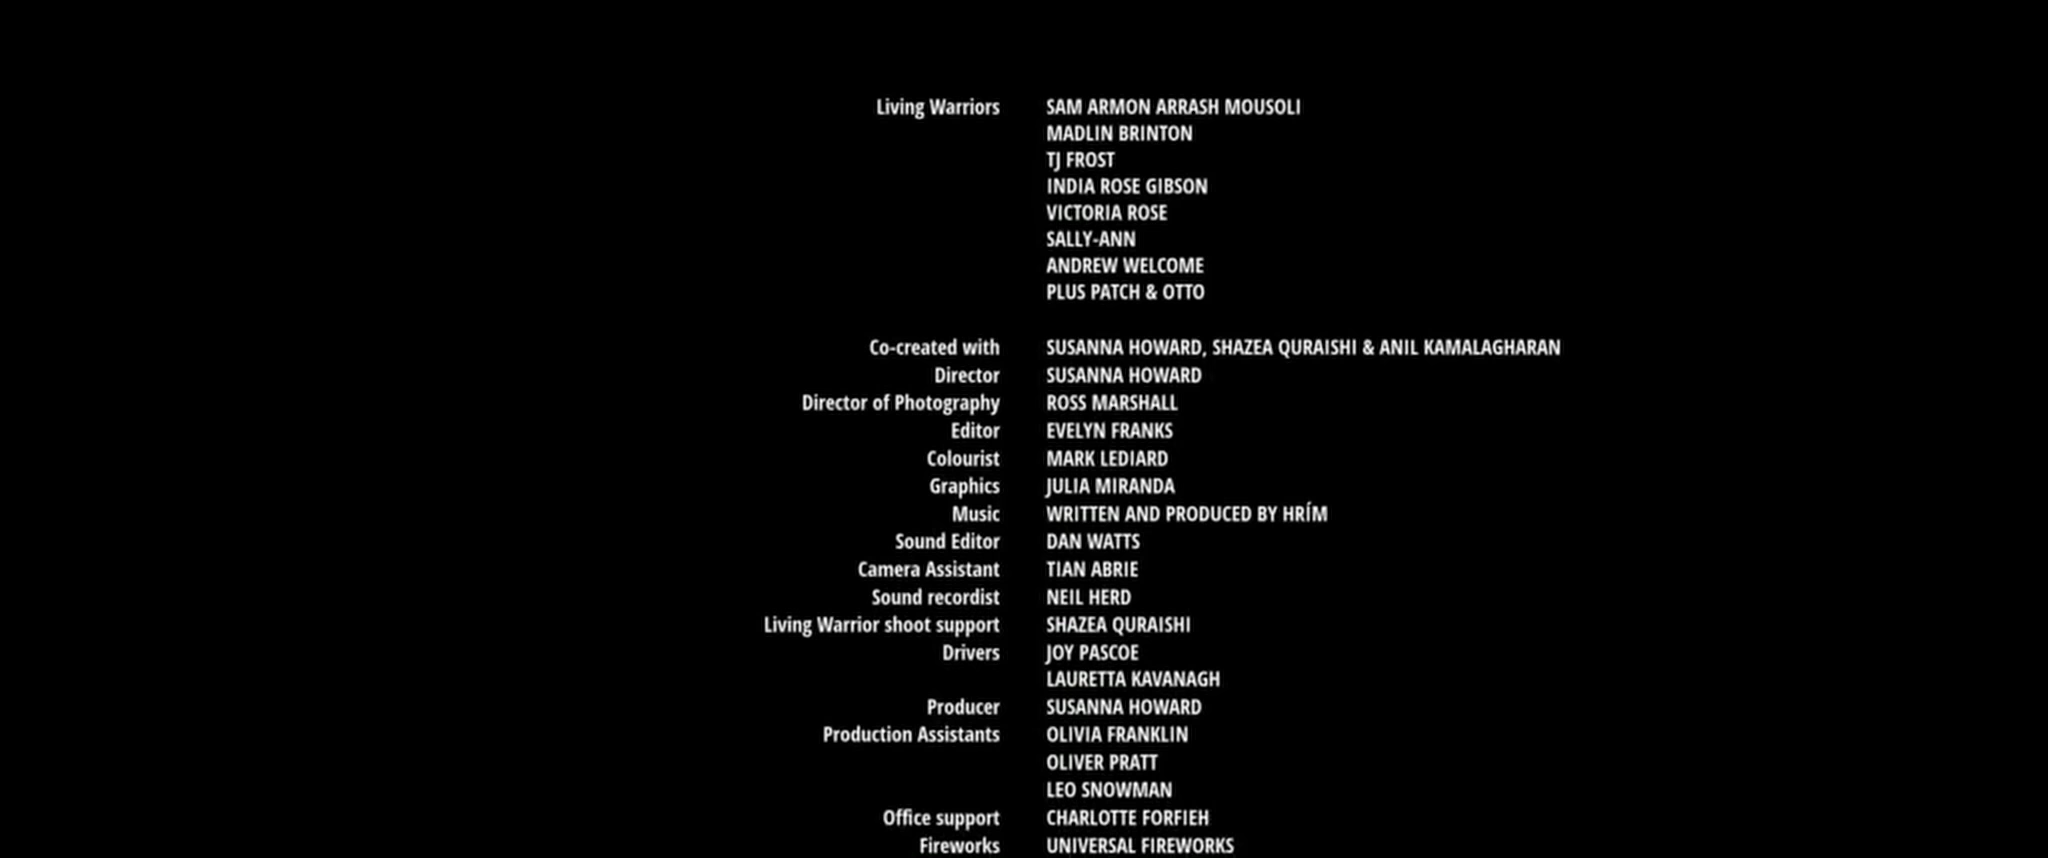 Living Warriors SAM ARMON ARRASH MOUSOLI
MADLIN BRINTON
TJ FROST
INDIA ROSE GIBSON
VICTORIA ROSE
SALLY-ANN
ANDREW WELCOME
PLUS PATCH & OTTO
Co-created with SUSANNA HOWARD, SHAZEA QURAISHI & ANIL KAMALAGHARAN
Director SUSANNA HOWARD
Director of Photography ROSS MARSHALL
Editor EVELYN FRANKS
Colourist MARK LEDIARD
Graphics JULIA MIRANDA
Music WRITTEN AND PRODUCED BY HRÍM
Sound Editor DAN WATTS
Camera Assistant TIAN ABRIE
Sound recordist NEIL HERD
Living Warrior shoot support SHAZEA QURAISHI
Drivers JOY PASCOE
LAURETTA KAVANAGH
Producer SUSANNA HOWARD
Production Assistants OLIVIA FRANKLIN
OLIVER PRATT
LEO SNOWMAN
Office support CHARLOTTE FORFIEH
Fireworks UNIVERSAL FIREWORKS